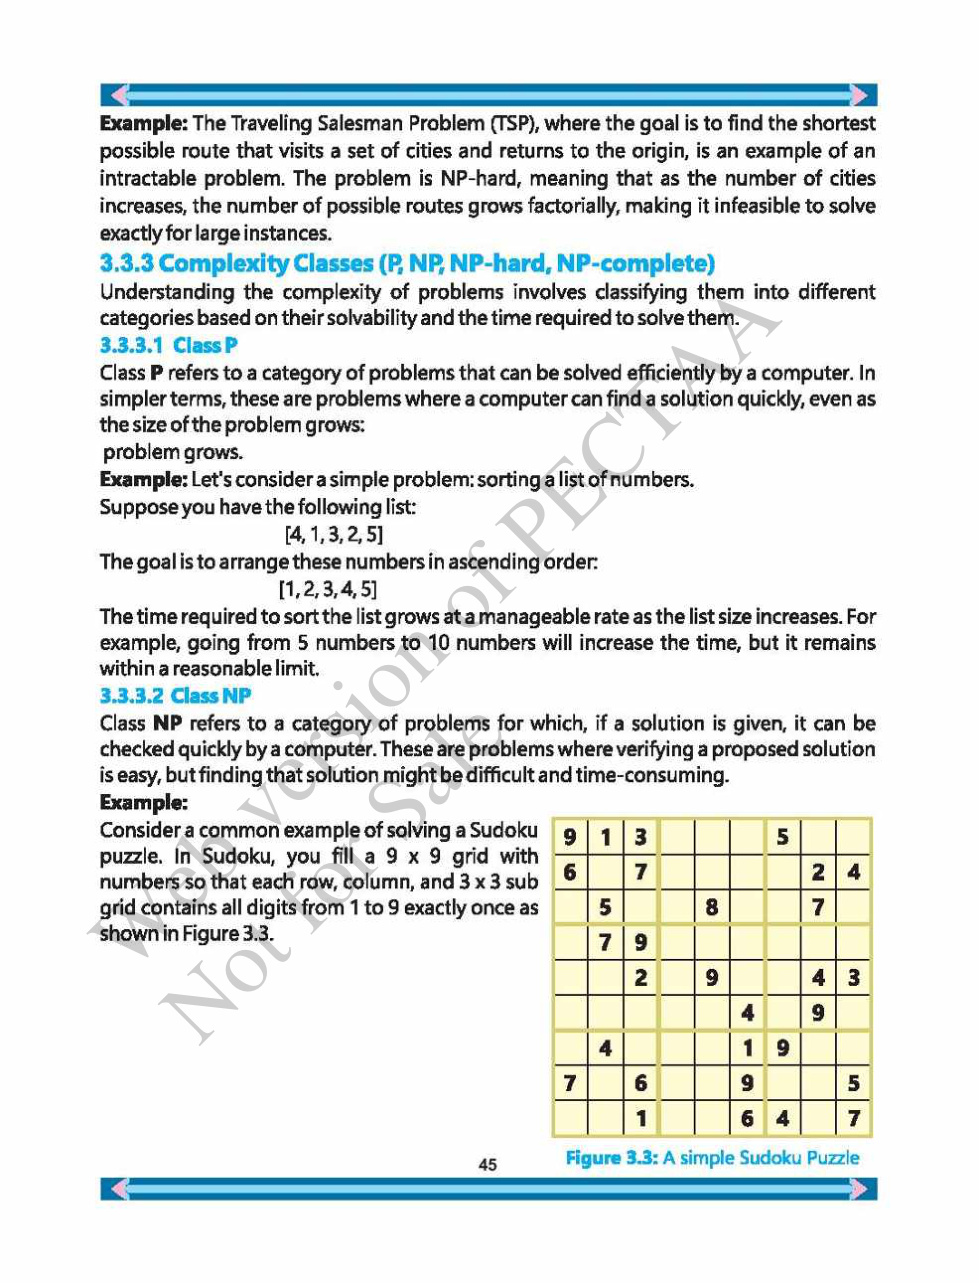 Example: The Traveling Salesman Problem (TSP), where the goal is to find the shortest
possible route that visits a set of cities and returns to the origin, is an example of an
intractable problem. The problem is NP-hard, meaning that as the number of cities
increases, the number of possible routes grows factorially, making it infeasible to solve
exactly for large instances.
3.3.3 Complexity Classes (P, NP, NP-hard, NP-complete)
Understanding the complexity of problems involves classifying them into different
categories based on their solvability and the time required to solve them.
3.3.3.1 Class P
Class P refers to a category of problems that can be solved efficiently by a computer. In
simpler terms, these are problems where a computer can find a solution quickly, even as
the size of the problem grows:
problem grows.
Example: Let's consider a simple problem: sorting a list of numbers.
Suppose you have the following list:
[4, 1, 3, 2, 5]
The goal is to arrange these numbers in ascending order:
[1, 2, 3, 4, 5]
The time required to sort the list grows at a manageable rate as the list size increases. For
example, going from 5 numbers to 10 numbers will increase the time, but it remains
within a reasonable limit.
3.3.3.2 Class NP
Class NP refers to a category of problems for which, if a solution is given, it can be
checked quickly by a computer. These are problems where verifying a proposed solution
is easy, but finding that solution might be difficult and time-consuming.
Example:
Consider a common example of solving a Sudoku
puzzle. In Sudoku, you fill a 9 x 9 grid with
numbers so that each row, column, and 3 x 3 sub
grid contains all digits from 1 to 9 exactly once as
shown in Figure 3.3.
9 1 3 5
6 7 2 4
5 8 7
7 9
2 9 4 3
4 9
4 1 9
7 6 9 5
1 6 4 7
Figure 3.3: A simple Sudoku Puzzle
45
Web version of PECTAA
Not for Sale